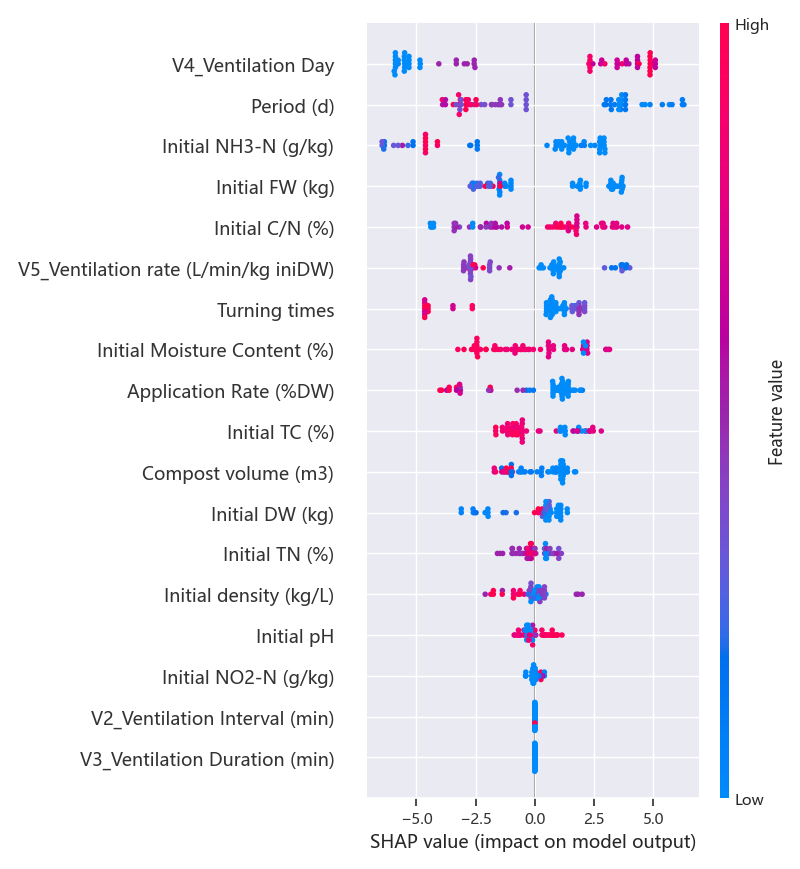 High
V4_Ventilation Day
Period (d)
Initial NH3-N (g/kg)
Initial FW (kg)
Initial C/N (%)
V5_Ventilation rate (L/min/kg iniDW)
Turning times
Initial Moisture Content (%)
Application Rate (%DW)
Initial TC (%)
Compost volume (m3)
Initial DW (kg)
Initial TN (%)
Initial density (kg/L)
Initial pH
Initial NO2-N (g/kg)
V2_Ventilation Interval (min)
V3_Ventilation Duration (min)
Feature value
Low
−5.0 −2.5 0.0 2.5 5.0
SHAP value (impact on model output)